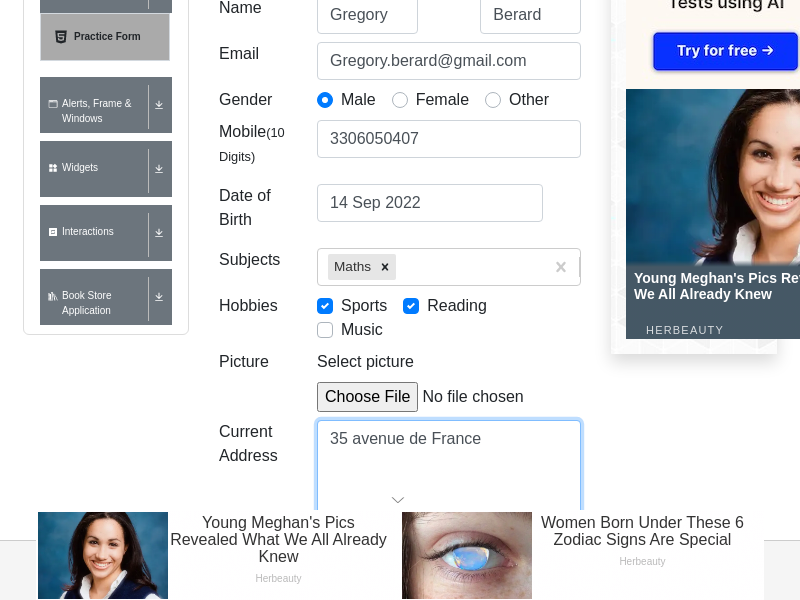 Name
Gregory
Berard
Tests using AI
Practice Form
Try for free →
Email
Gregory.berard@gmail.com
Gender
Male
Female
Other
Alerts, Frame &
Windows
Mobile(10
Digits)
3306050407
Widgets
Date of
Birth
14 Sep 2022
Interactions
Subjects
Maths ×
×
Book Store
Application
Hobbies
Sports
Reading
Music
Young Meghan's Pics Re
We All Already Knew
HERBEAUTY
Picture
Select picture
Choose File No file chosen
Current
Address
35 avenue de France
Young Meghan's Pics
Revealed What We All Already
Knew
Herbeauty
Women Born Under These 6
Zodiac Signs Are Special
Herbeauty